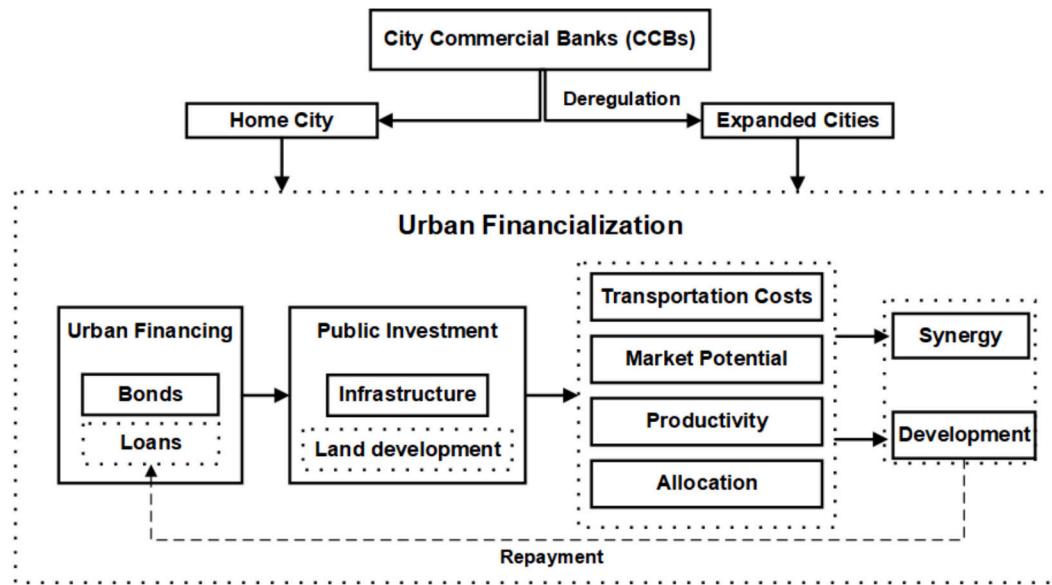 City Commercial Banks (CCBs)
Deregulation
Home City
Expanded Cities
Urban Financialization
Urban Financing
Bonds
Loans
Public Investment
Infrastructure
Land development
Transportation Costs
Market Potential
Productivity
Allocation
Synergy
Development
Repayment